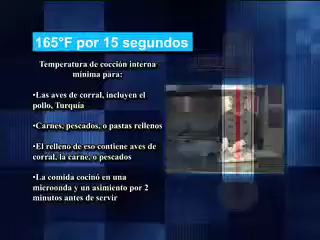 165°F por 15 segundos
Temperatura de cocción interna
mínima para:
•Las aves de corral, incluyen el
pollo, Turquía
•Carnes, pescados, o pastas rellenos
•El relleno de eso contiene aves de
corral, la carne, o pescados
•La comida cocinó en una
microonda y un asimiento por 2
minutos antes de servir